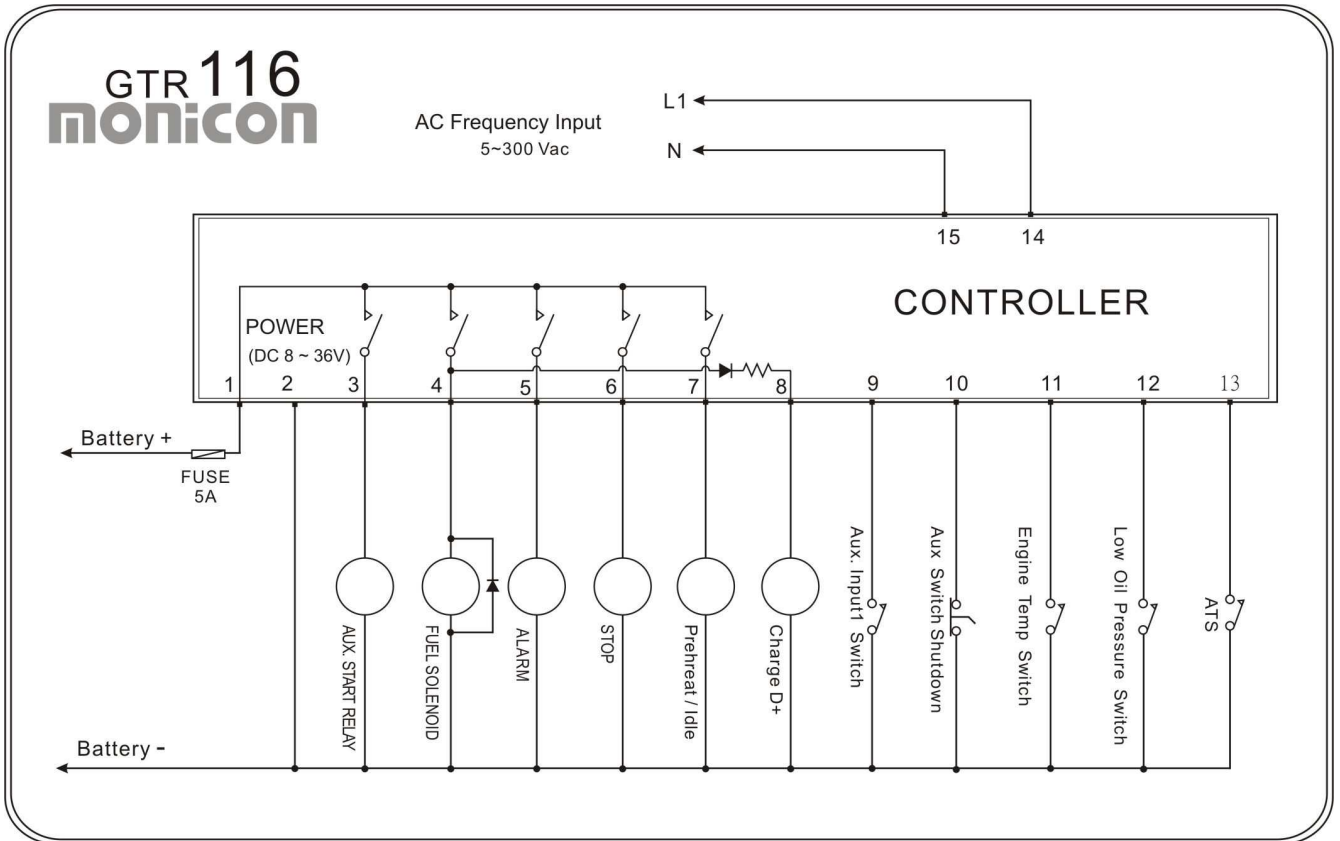 GTR 116
monicon
AC Frequency Input
5~300 Vac
L1
N
15
14
CONTROLLER
POWER
(DC 8 ~ 36V)
1
2
3
4
5
6
7
8
9
10
11
12
13
Battery +
FUSE
5A
AUX. START RELAY
FUEL SOLENOID
ALARM
STOP
Prehreat / Idle
Charge D+
Aux. Input1 Switch
Aux Switch Shutdown
Engine Temp Switch
Low Oil Pressure Switch
ATS
Battery -